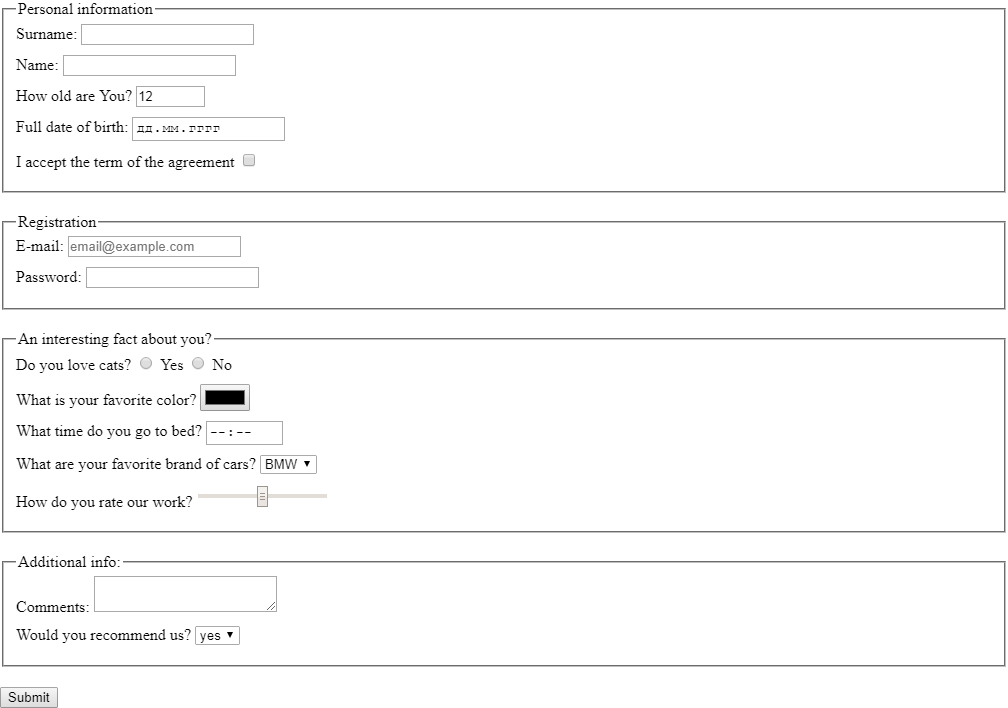 Personal information
Surname:
Name:
How old are You? 12
Full date of birth: дд.мм.гггг
I accept the term of the agreement
Registration
E-mail: email@example.com
Password:
An interesting fact about you?
Do you love cats? Yes No
What is your favorite color?
What time do you go to bed? --:--
What are your favorite brand of cars? BMW
How do you rate our work?
Additional info:
Comments:
Would you recommend us? yes
Submit